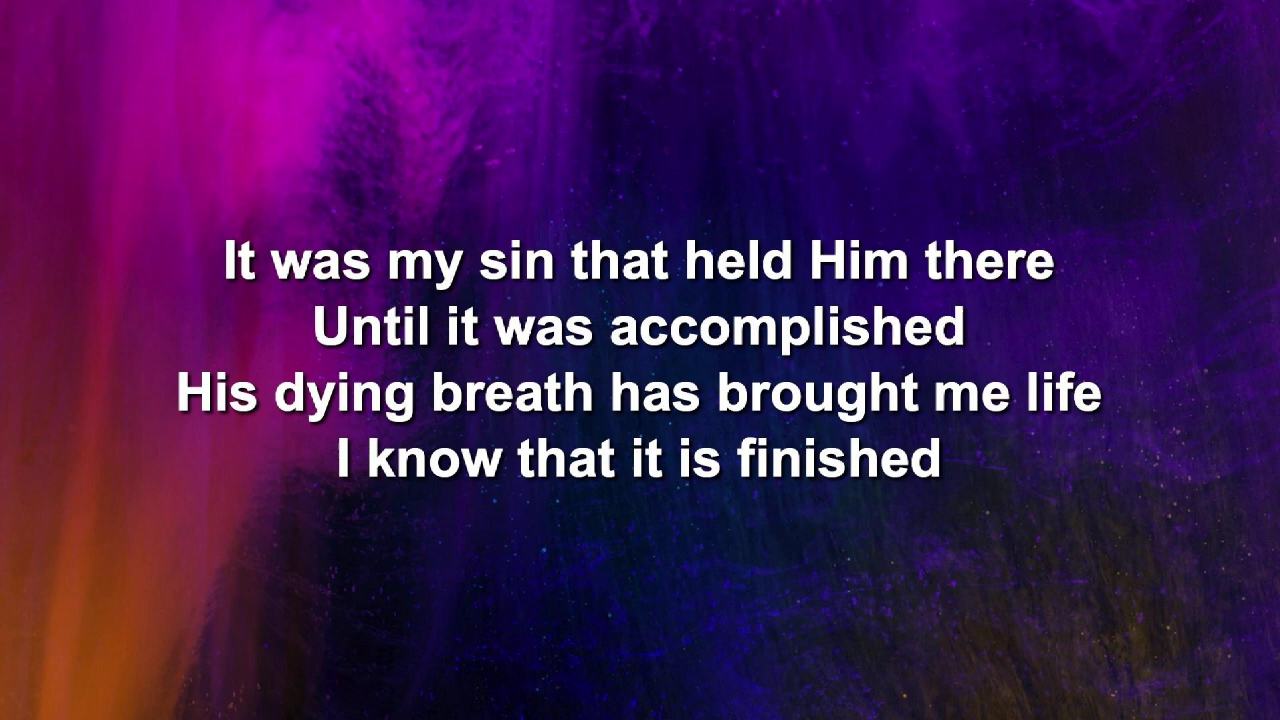 It was my sin that held Him there
Until it was accomplished
His dying breath has brought me life
I know that it is finished